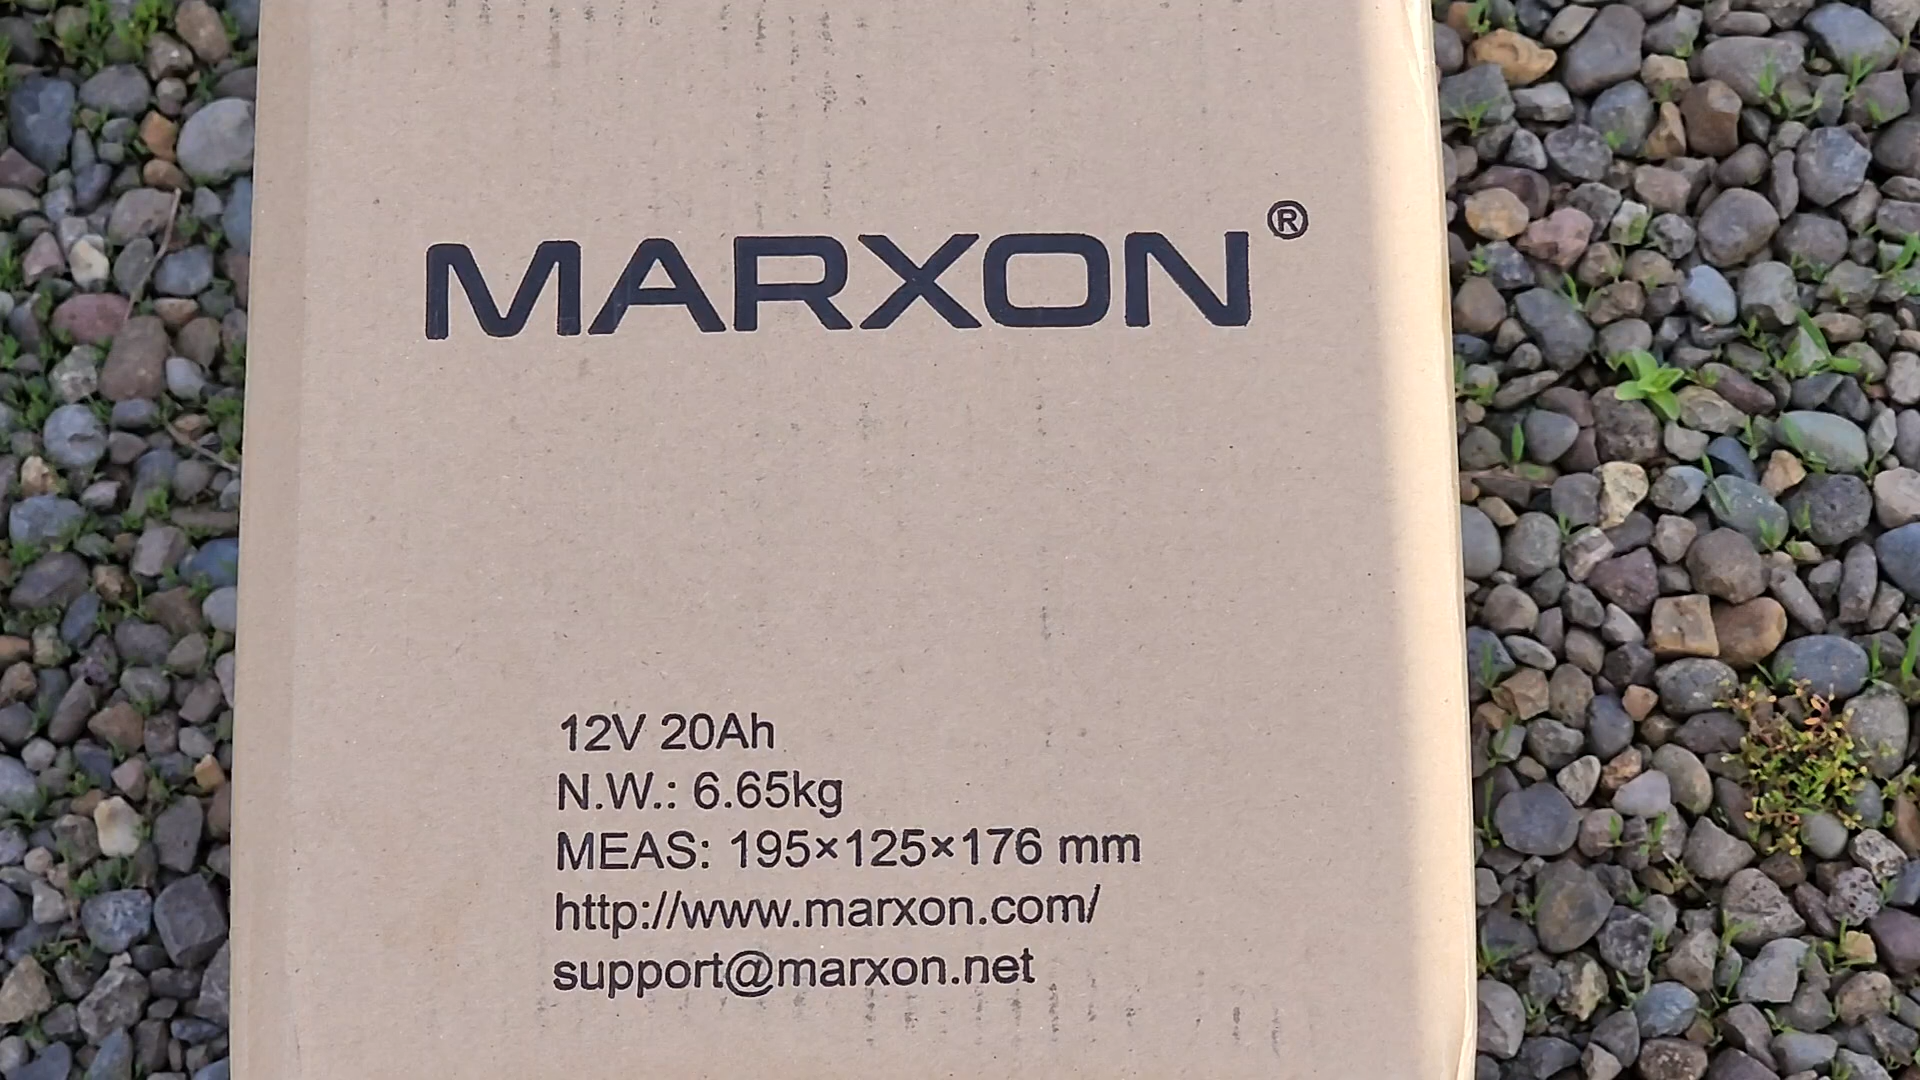 MARXON®
12V 20Ah
N.W.: 6.65kg
MEAS: 195×125×176 mm
http://www.marxon.com/
support@marxon.net